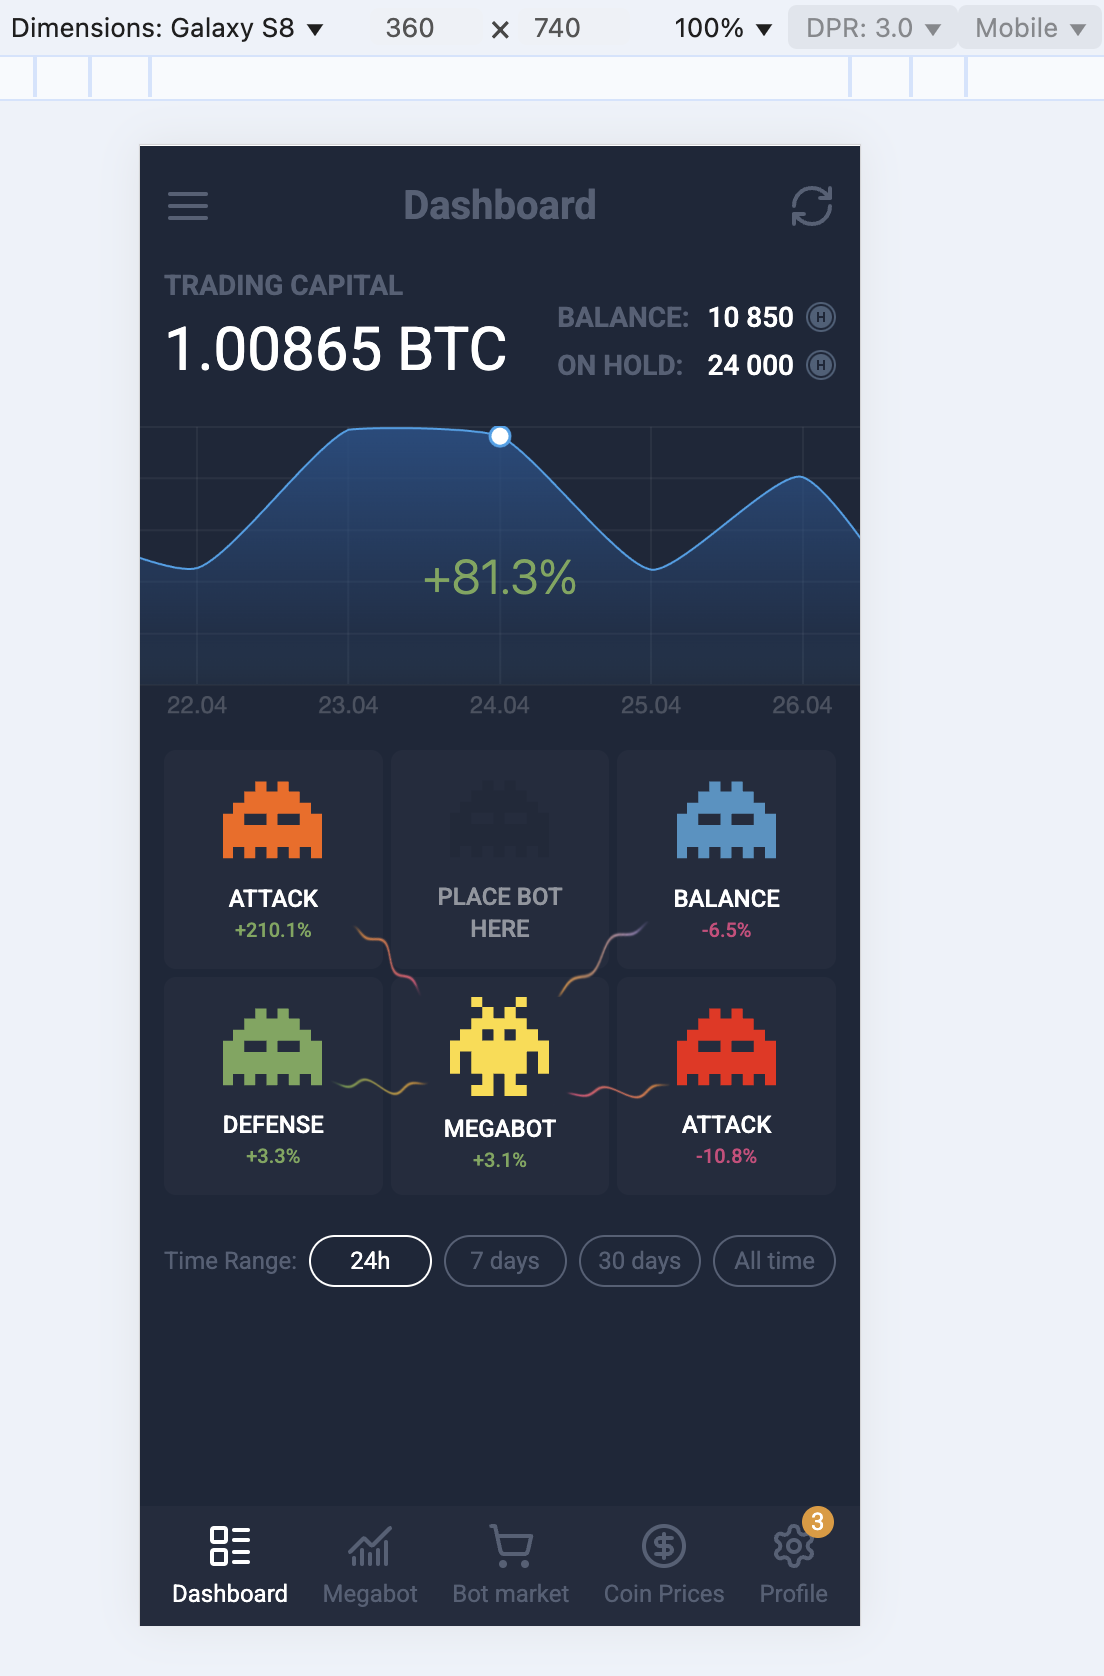 Dimensions: Galaxy S8 ▼ 360 × 740 100% ▼ DPR: 3.0 ▼ Mobile ▼
Dashboard
TRADING CAPITAL
1.00865 BTC
BALANCE: 10 850 H
ON HOLD: 24 000 H
+81.3%
22.04 23.04 24.04 25.04 26.04
ATTACK
+210.1%
PLACE BOT
HERE
BALANCE
-6.5%
DEFENSE
+3.3%
MEGABOT
+3.1%
ATTACK
-10.8%
Time Range: 24h 7 days 30 days All time
3
Dashboard Megabot Bot market Coin Prices Profile